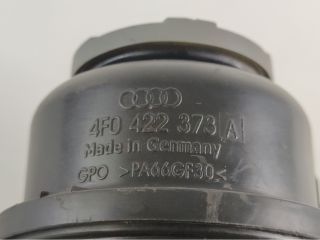 4F0 422 373 A
Made in Germany
GPO >PA66GF30<